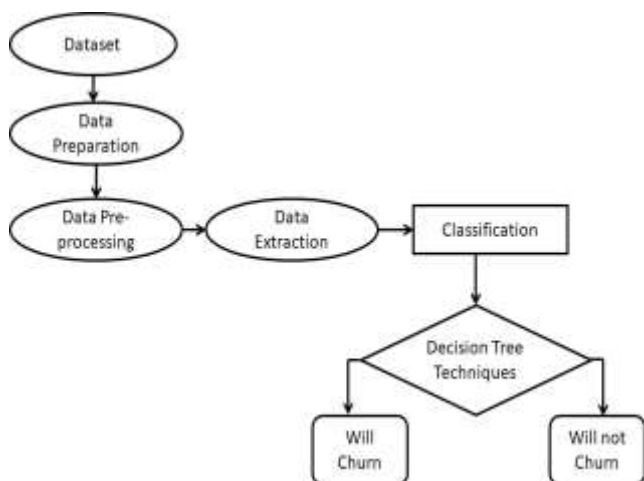 Dataset
Data
Preparation
Data Pre-
processing
Data
Extraction
Classification
Decision Tree
Techniques
Will
Churn
Will not
Churn